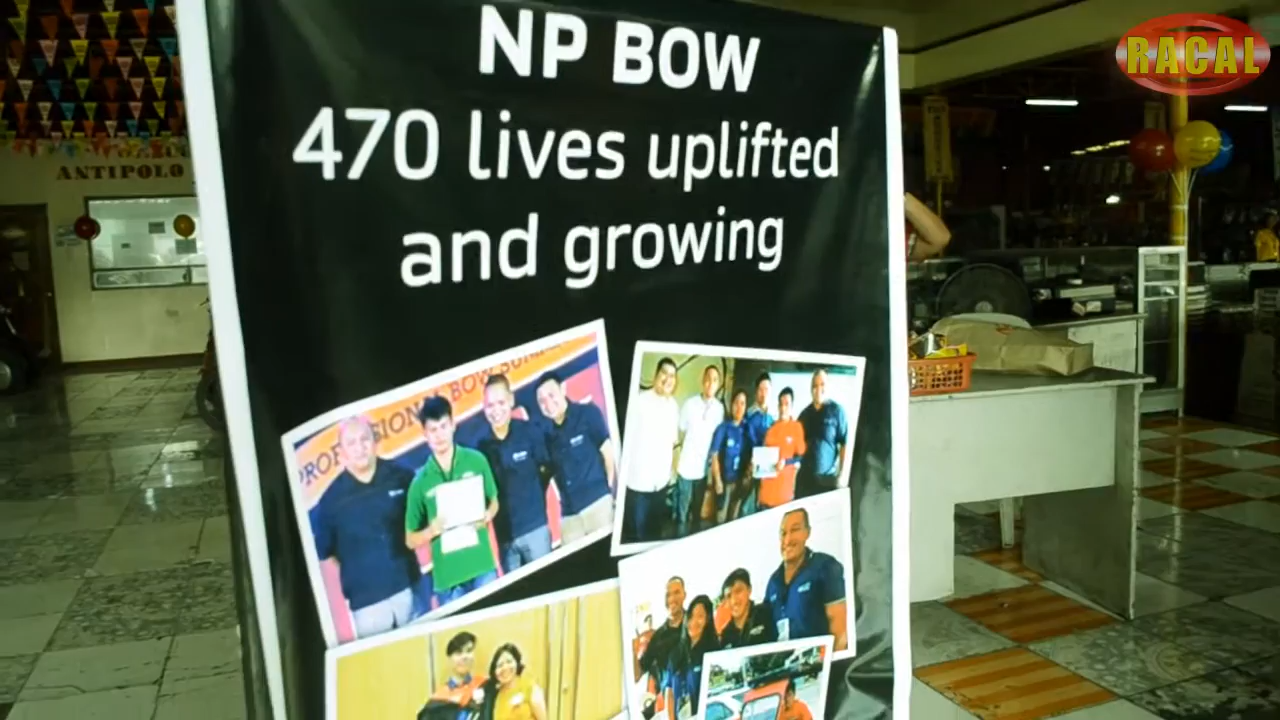 RACAL
NP BOW
470 lives uplifted
and growing
ANTIPOLO